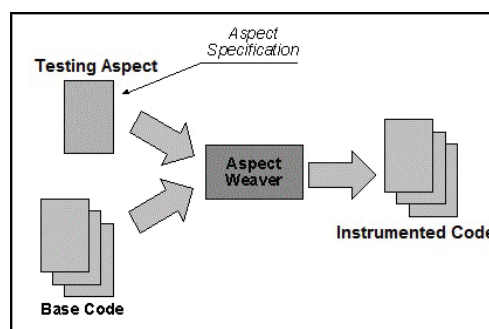 Aspect
Specification
Testing Aspect
Aspect
Weaver
Instrumented Code
Base Code